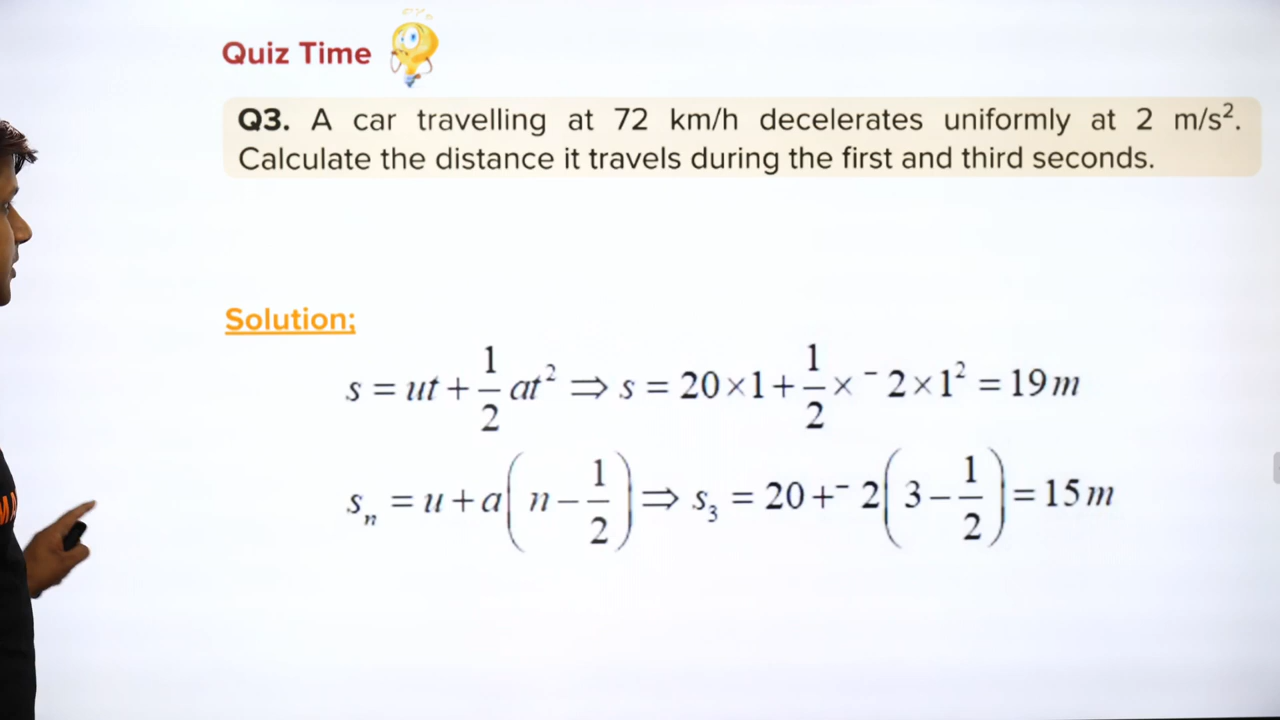 Quiz Time
Q3. A car travelling at 72 km/h decelerates uniformly at 2 m/s².
Calculate the distance it travels during the first and third seconds.
Solution;
s = ut + 1/2 at² ⇒ s = 20×1 + 1/2 × ⁻2×1² = 19m
sₙ = u + a(n − 1/2) ⇒ s₃ = 20 + ⁻2(3 − 1/2) = 15m